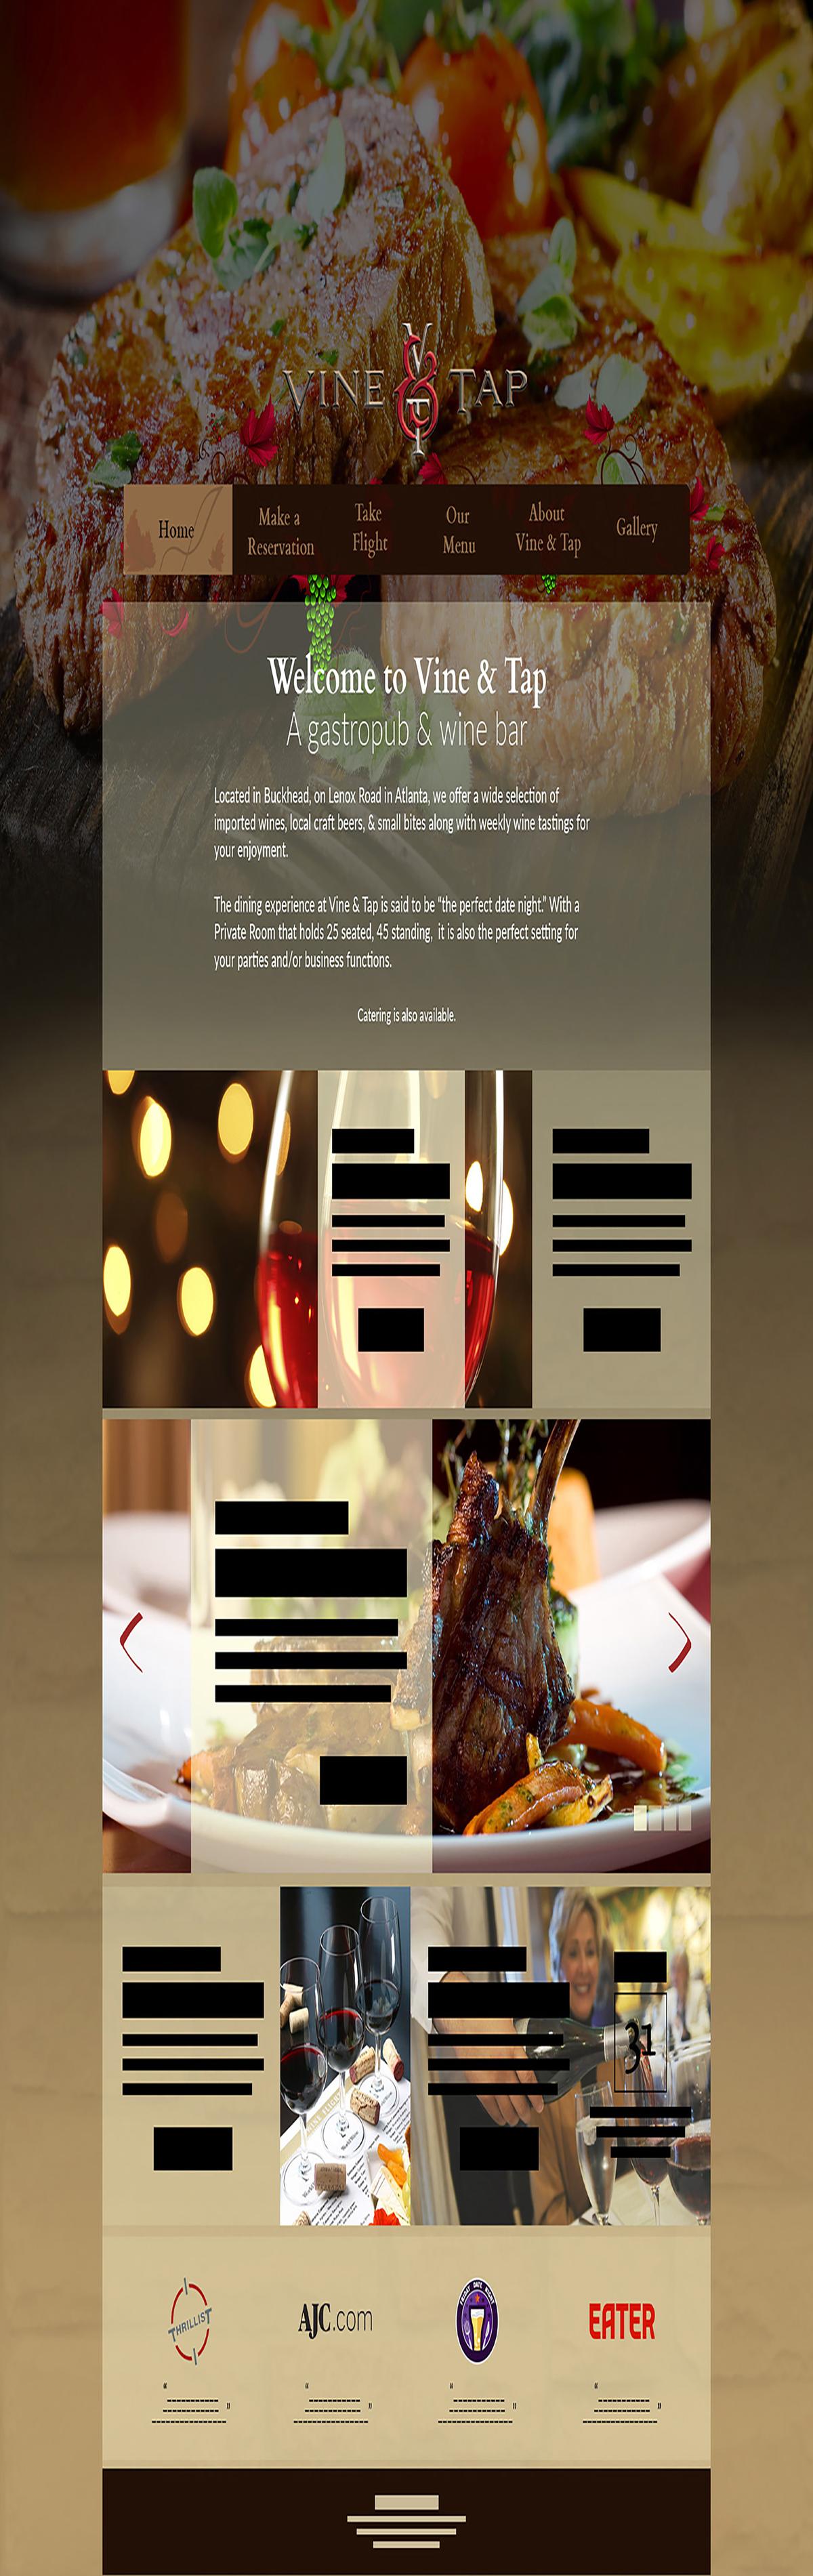 VINE & TAP
V
T
Home
Make a
Reservation
Take
Flight
Our
Menu
About
Vine & Tap
Gallery
Welcome to Vine & Tap
A gastropub & wine bar
Located in Buckhead, on Lenox Road in Atlanta, we offer a wide selection of
imported wines, local craft beers, & small bites along with weekly wine tastings for
your enjoyment.
The dining experience at Vine & Tap is said to be “the perfect date night.” With a
Private Room that holds 25 seated, 45 standing, it is also the perfect setting for
your parties and/or business functions.
Catering is also available.
31
THRILLIST
AJC.com
EATER